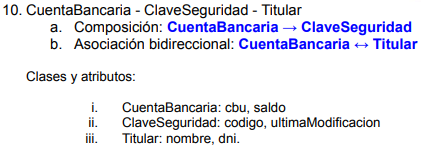 10. CuentaBancaria - ClaveSeguridad - Titular
a. Composición: CuentaBancaria → ClaveSeguridad
b. Asociación bidireccional: CuentaBancaria ↔ Titular
Clases y atributos:
i. CuentaBancaria: cbu, saldo
ii. ClaveSeguridad: codigo, ultimaModificacion
iii. Titular: nombre, dni.